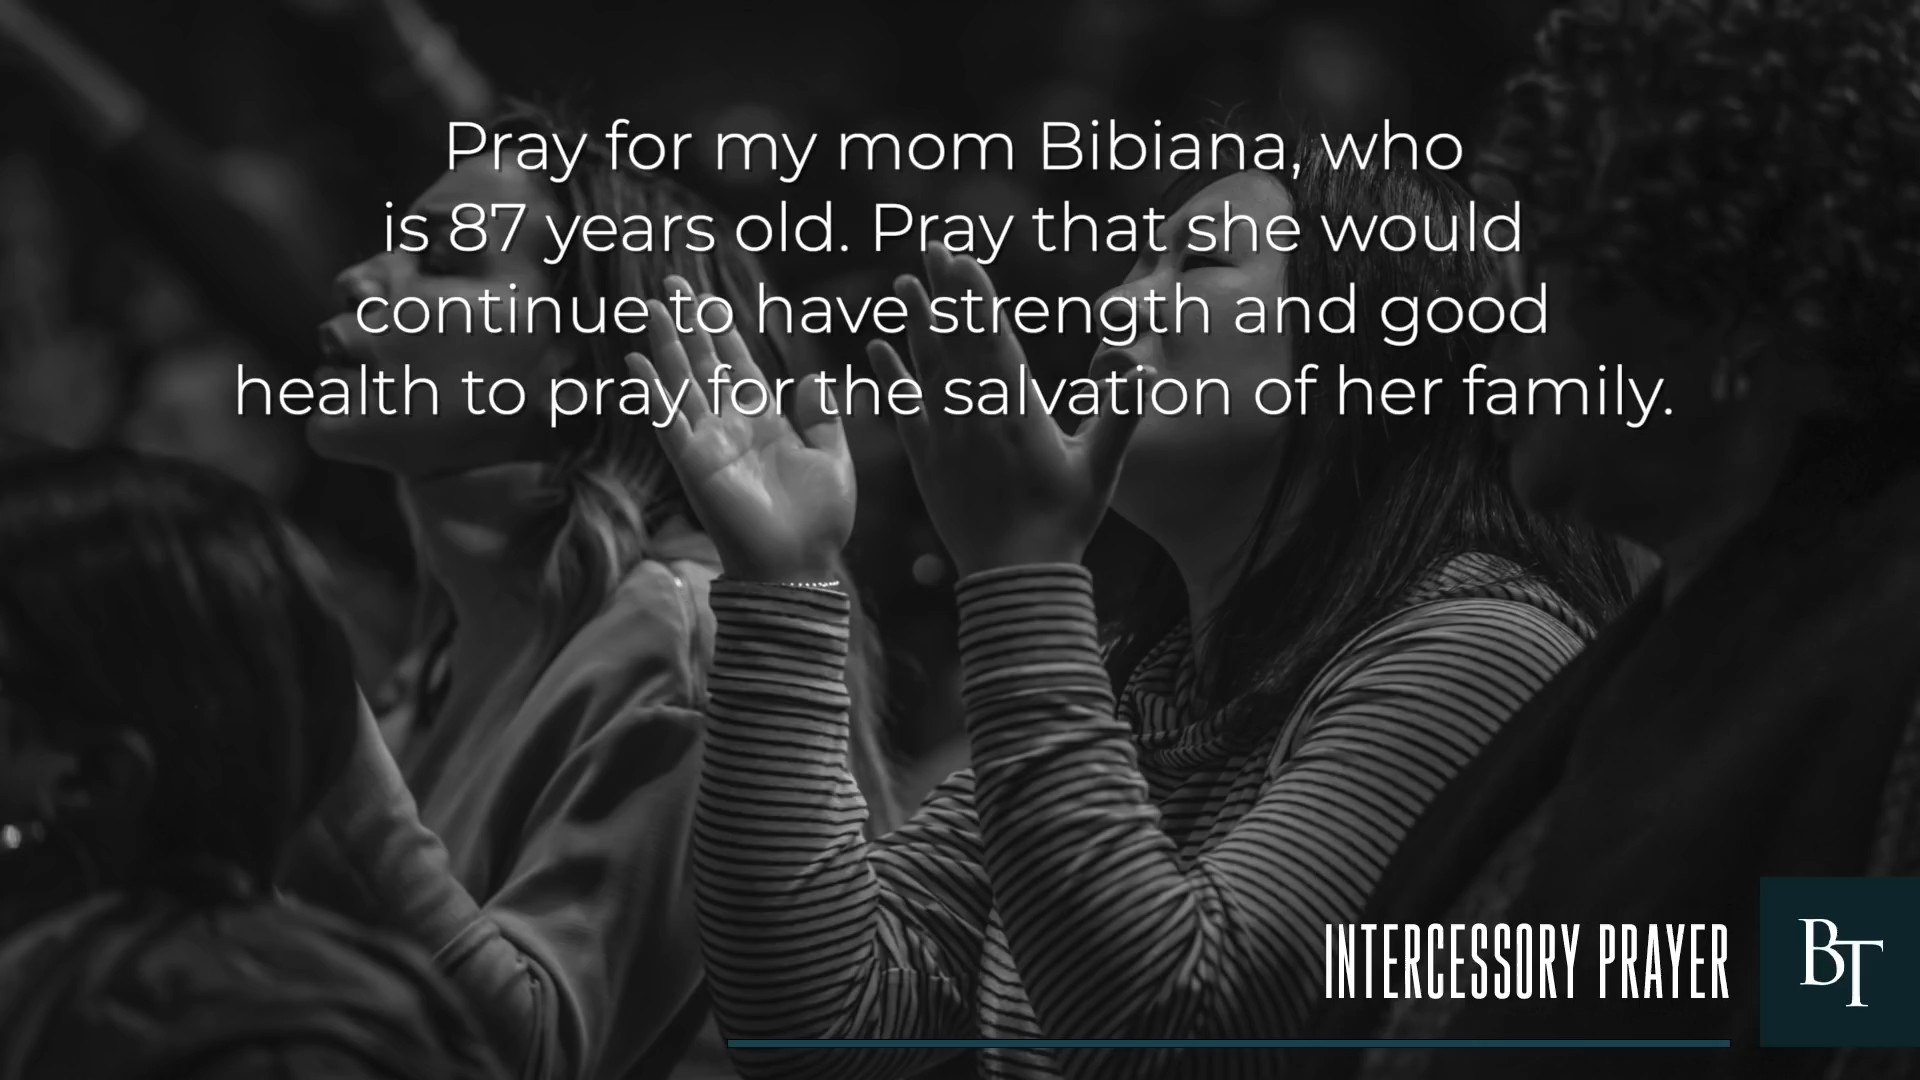 Pray for my mom Bibiana, who
is 87 years old. Pray that she would
continue to have strength and good
health to pray for the salvation of her family.
INTERCESSORY PRAYER
BT